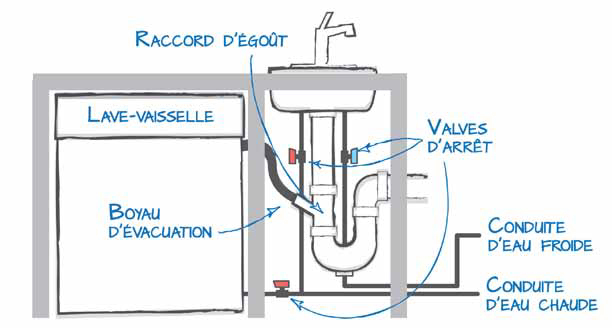 RACCORD D'ÉGOÛT
LAVE-VAISSELLE
VALVES
D'ARRÊT
BOYAU
D'ÉVACUATION
CONDUITE
D'EAU FROIDE
CONDUITE
D'EAU CHAUDE